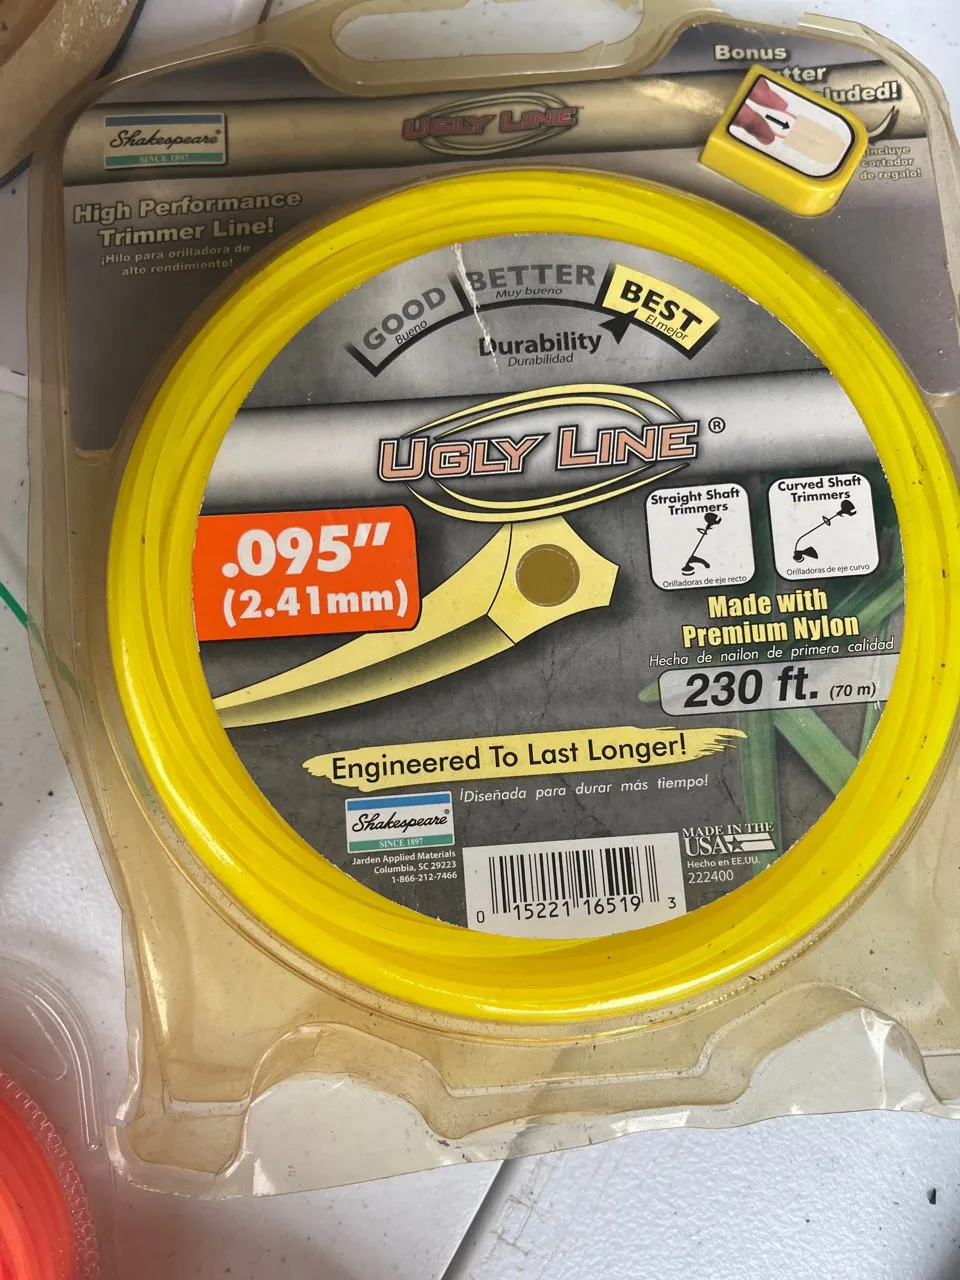 Bonus
tter
cluded!
Incluye
cortador
de regalo!
Shakespeare®
SINCE 1897
UGLY LINE
High Performance
Trimmer Line!
¡Hilo para orilladora de
alto rendimiento!
GOOD
Bueno
BETTER
Muy bueno
BEST
El mejor
Durability
Durabilidad
UGLY LINE®
.095"
(2.41mm)
Straight Shaft
Trimmers
Orilladoras de eje recto
Curved Shaft
Trimmers
Orilladoras de eje curvo
Made with
Premium Nylon
Hecha de nailon de primera calidad
230 ft. (70 m)
Engineered To Last Longer!
¡Diseñada para durar más tiempo!
Shakespeare®
SINCE 1897
Jarden Applied Materials
Columbia, SC 29223
1-866-212-7466
0 15221 16519 3
MADE IN THE
USA
Hecho en EE.UU.
222400